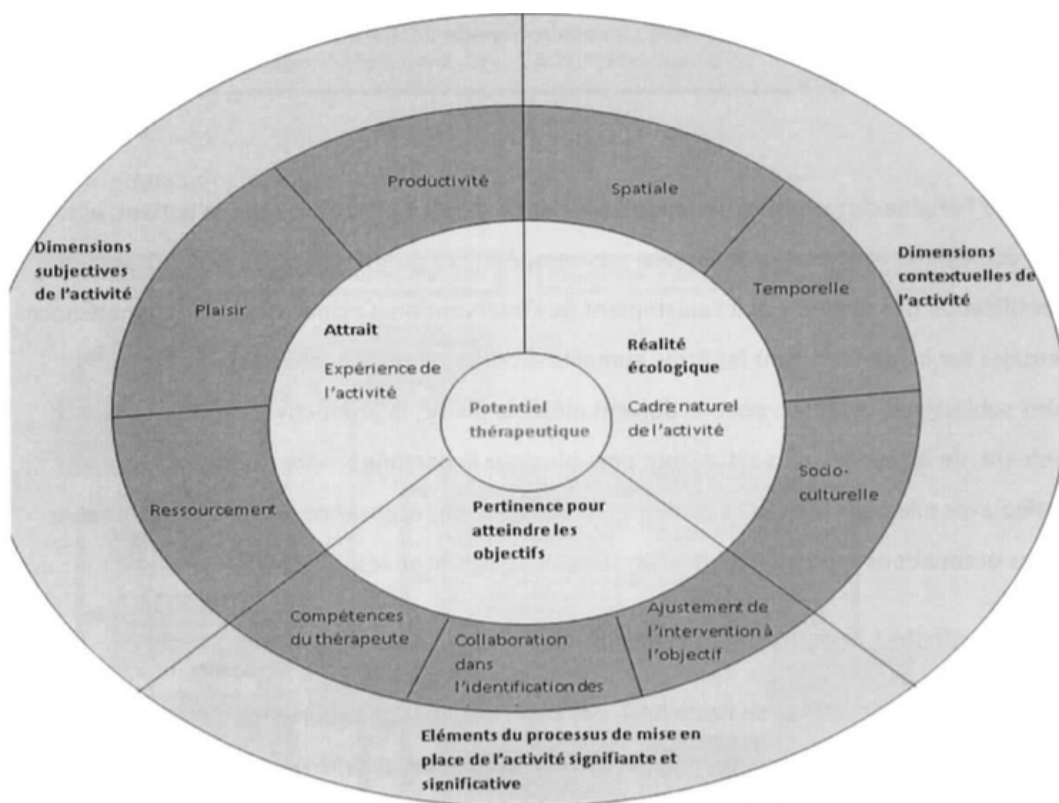 Productivité
Spatiale
Dimensions
subjectives
de l'activité
Dimensions
contextuelles de
l'activité
Plaisir
Temporelle
Attrait
Expérience de
l'activité
Réalité
écologique
Cadre naturel
de l'activité
Potentiel
thérapeutique
Ressourcement
Socio-
culturelle
Pertinence pour
atteindre les
objectifs
Compétences
du thérapeute
Collaboration
dans
l'identification des
Ajustement de
l'intervention à
l'objectif
Eléments du processus de mise en
place de l'activité signifiante et
significative